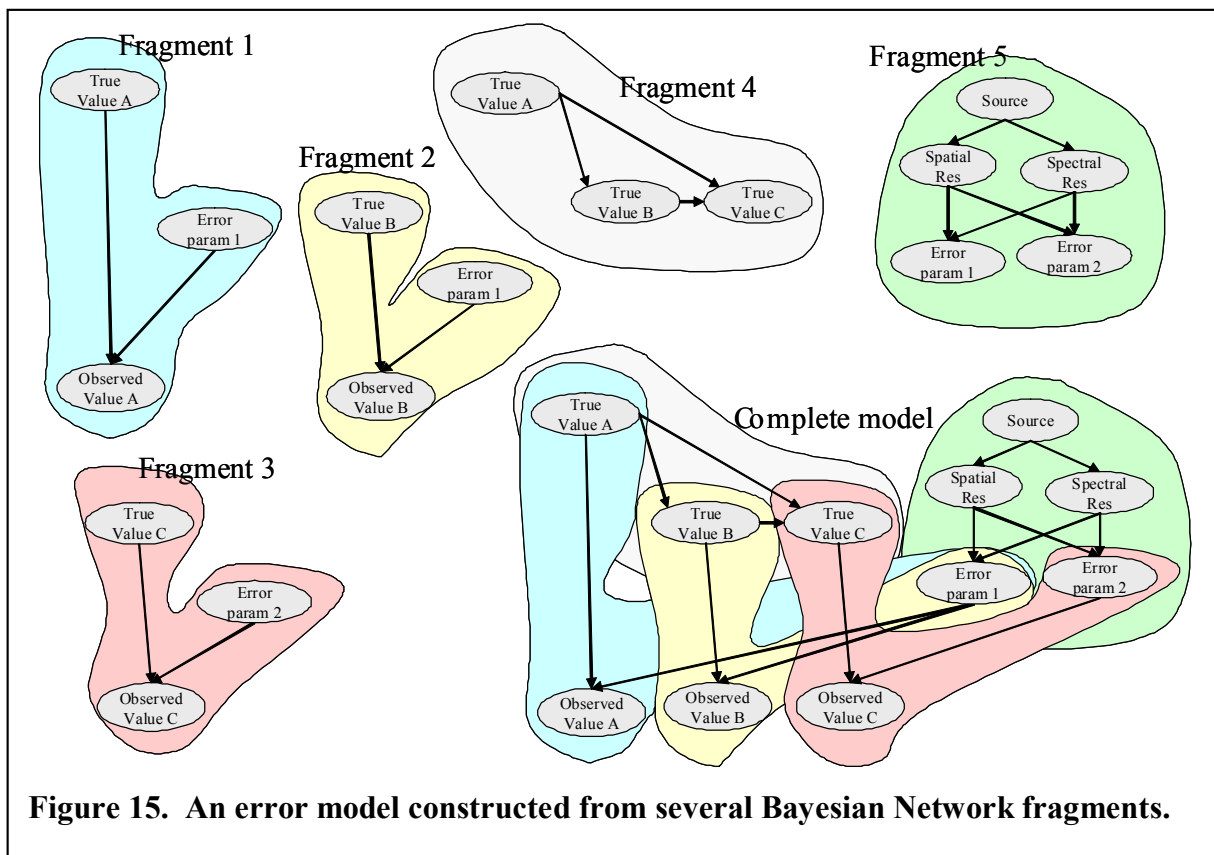 Fragment 1
True
Value A
Error
param 1
Observed
Value A
Fragment 2
True
Value B
Error
param 1
Observed
Value B
Fragment 3
True
Value C
Error
param 2
Observed
Value C
Fragment 4
True
Value A
True
Value B
True
Value C
Fragment 5
Source
Spatial
Res
Spectral
Res
Error
param 1
Error
param 2
Complete model
True
Value A
True
Value B
True
Value C
Source
Spatial
Res
Spectral
Res
Error
param 1
Error
param 2
Observed
Value A
Observed
Value B
Observed
Value C
Figure 15. An error model constructed from several Bayesian Network fragments.